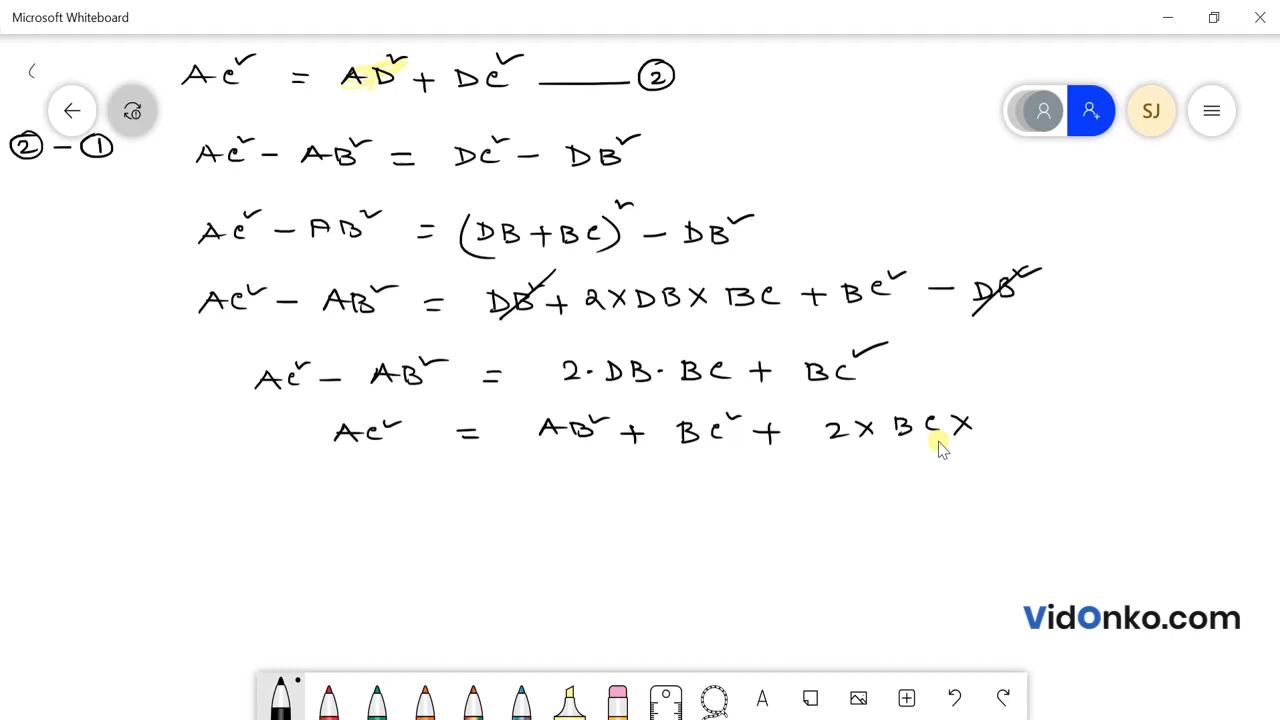 Microsoft Whiteboard
AC² = AD² + DC² ——— ②
SJ
② - ①
AC² - AB² = DC² - DB²
AC² - AB² = (DB + BC)² - DB²
AC² - AB² = DB² + 2 × DB × BC + BC² - DB²
AC² - AB² = 2 · DB · BC + BC²
AC² = AB² + BC² + 2 × BC ×
VidOnko.com
A